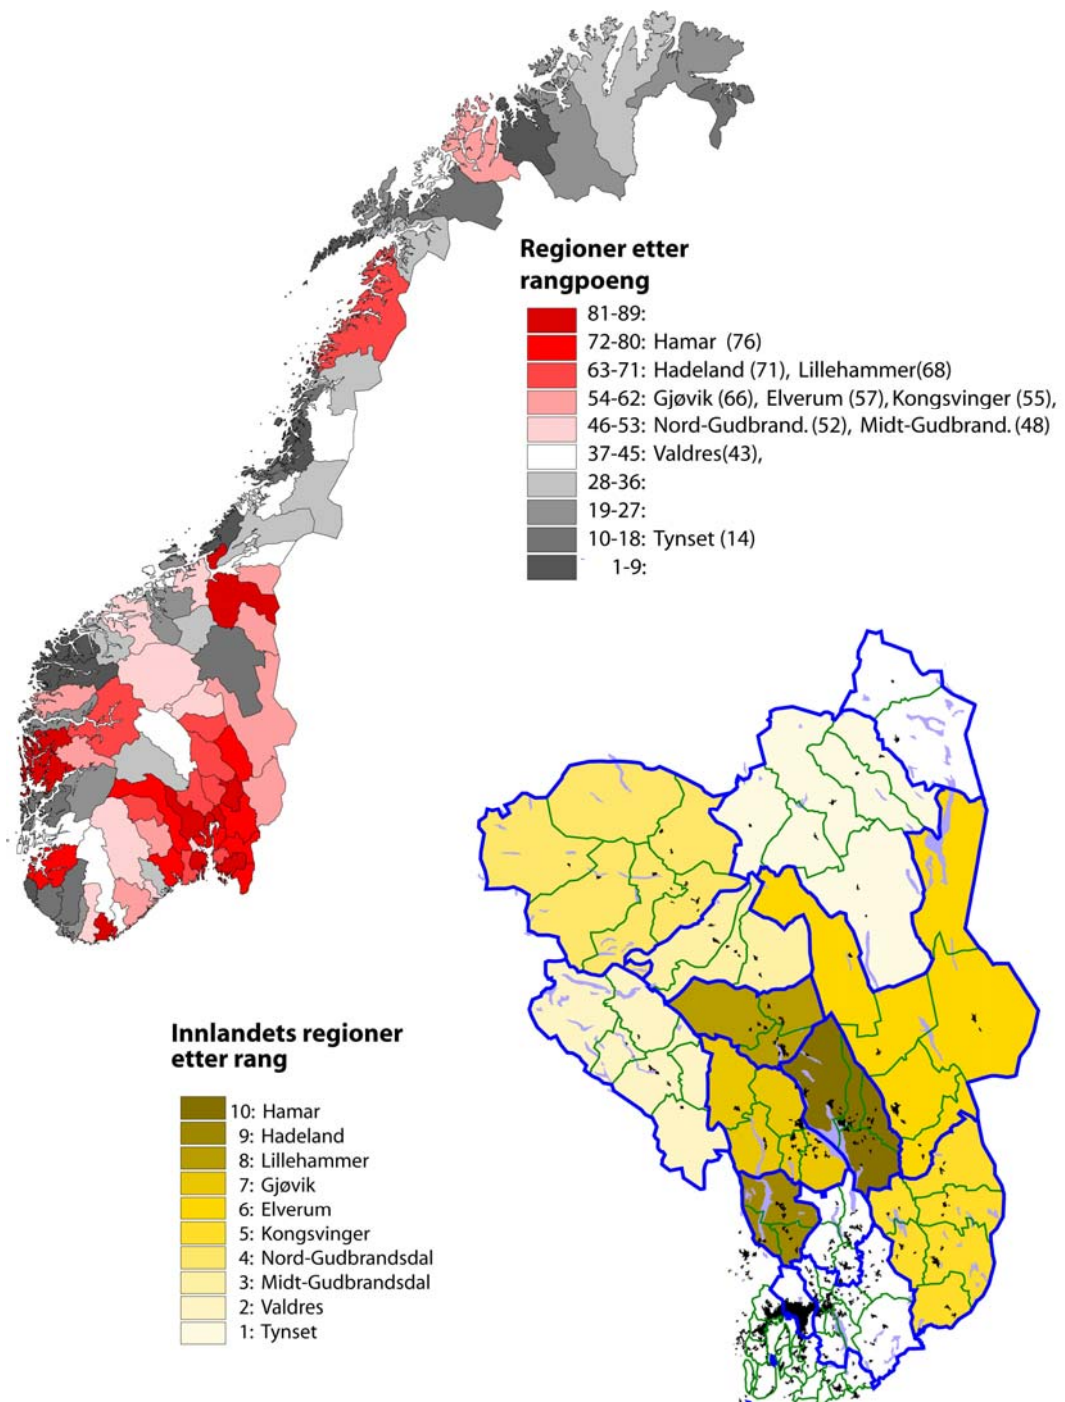 Regioner etter
rangpoeng
81-89:
72-80: Hamar (76)
63-71: Hadeland (71), Lillehammer(68)
54-62: Gjøvik (66), Elverum (57), Kongsvinger (55),
46-53: Nord-Gudbrand. (52), Midt-Gudbrand. (48)
37-45: Valdres(43),
28-36:
19-27:
10-18: Tynset (14)
1-9:
Innlandets regioner
etter rang
10: Hamar
9: Hadeland
8: Lillehammer
7: Gjøvik
6: Elverum
5: Kongsvinger
4: Nord-Gudbrandsdal
3: Midt-Gudbrandsdal
2: Valdres
1: Tynset